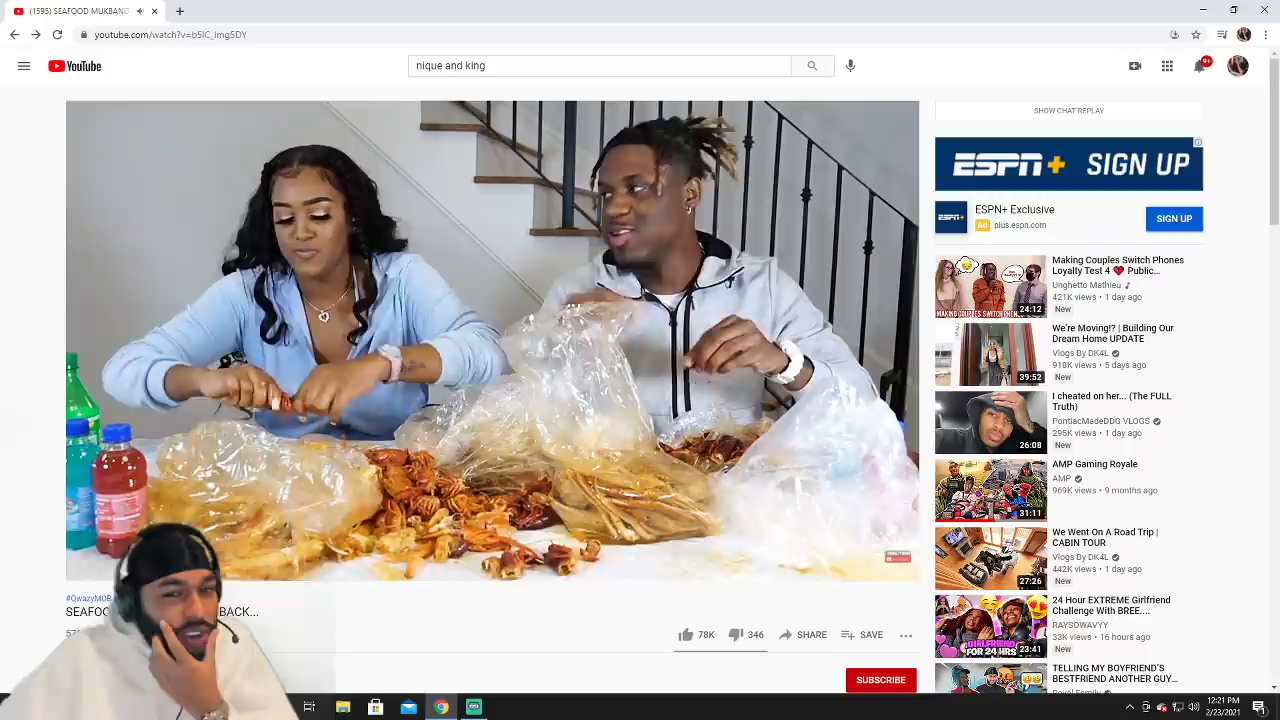 (1595) SEAFOOD MUKBANG
youtube.com/watch?v=b5lC_Img5DY
YouTube
nique and king
9+
SHOW CHAT REPLAY
ESPN+ SIGN UP
ESPN+ Exclusive
Ad plus.espn.com
SIGN UP
Making Couples Switch Phones
Loyalty Test 4 ❤ Public...
Unghetto Mathieu
421K views • 1 day ago
New
24:12
We're Moving!? | Building Our
Dream Home UPDATE
Vlogs By DK4L
918K views • 5 days ago
New
39:52
I cheated on her... (The FULL
Truth)
PontiacMadeDDG VLOGS
295K views • 1 day ago
New
26:08
AMP Gaming Royale
AMP
969K views • 9 months ago
31:11
We Went On A Road Trip |
CABIN TOUR
Vlogs By DK4L
442K views • 1 day ago
New
27:26
24 Hour EXTREME Girlfriend
Challenge With BREE....
RAYSOWAVYY
33K views • 16 hours ago
New
GIRLFRIEND
FOR 24 HRS
23:41
TELLING MY BOYFRIEND'S
BESTFRIEND ANOTHER GUY...
#QwazyMOB
SEAFOO BACK...
78K 346 SHARE SAVE
SUBSCRIBE
12:21 PM
2/23/2021